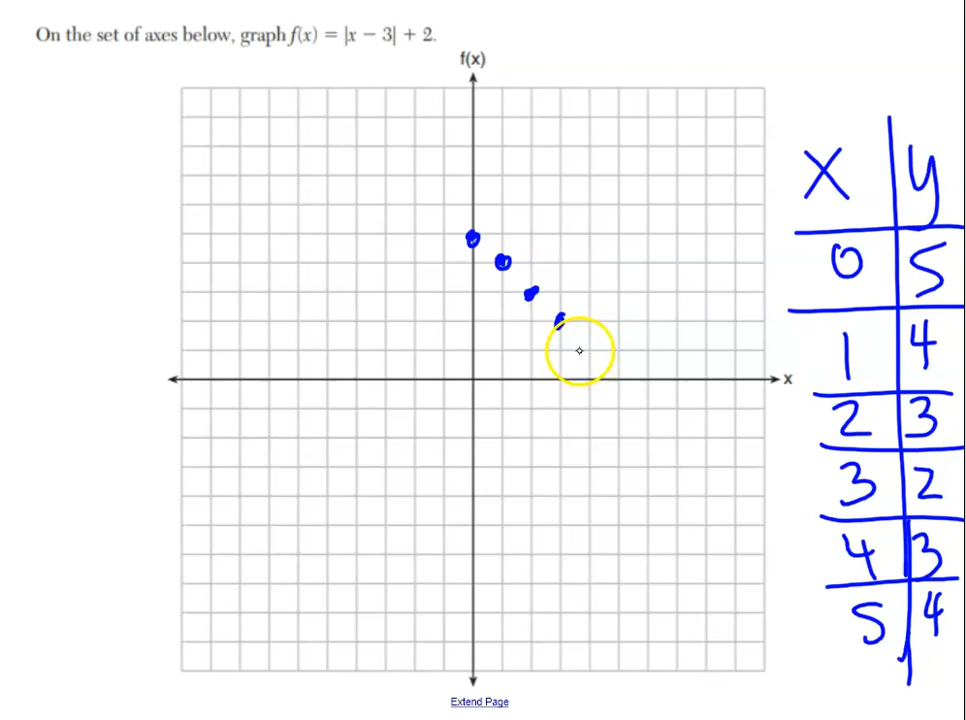 On the set of axes below, graph f(x) = |x − 3| + 2.
f(x)
x
x y
0 5
1 4
2 3
3 2
4 3
5 4
Extend Page